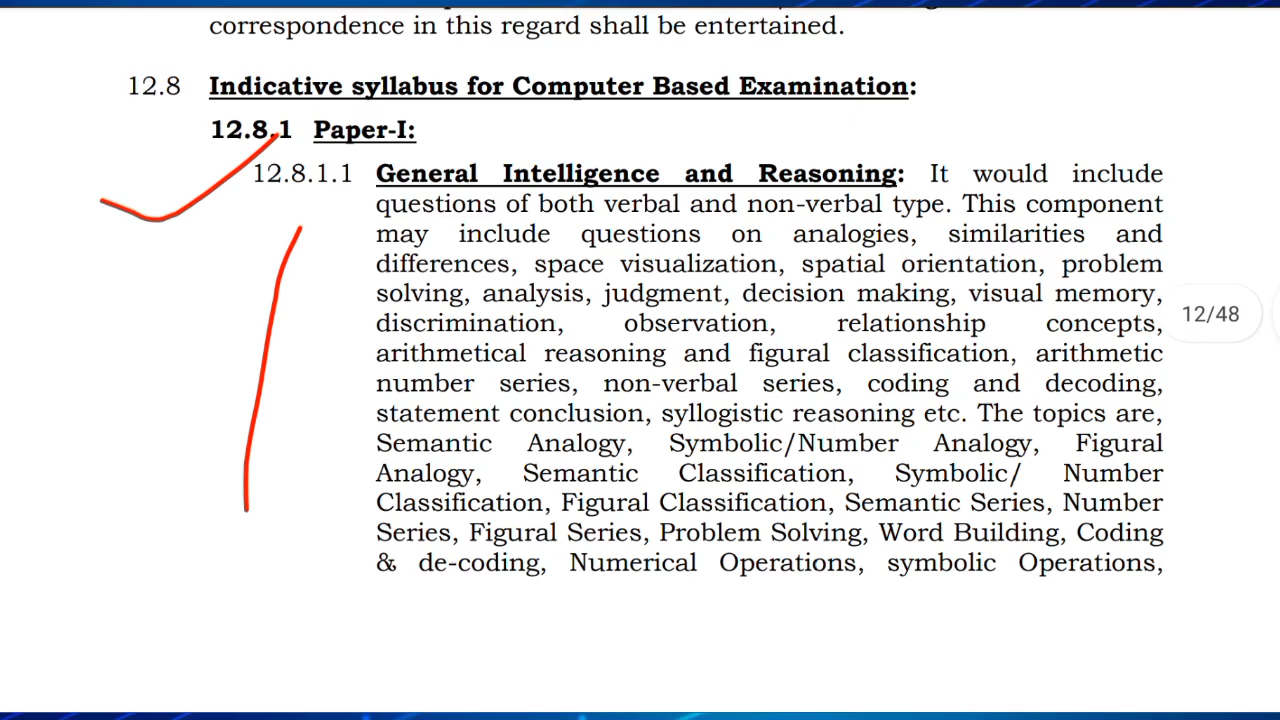 correspondence in this regard shall be entertained.
12.8 Indicative syllabus for Computer Based Examination:
12.8.1 Paper-I:
12.8.1.1 General Intelligence and Reasoning: It would include
questions of both verbal and non-verbal type. This component
may include questions on analogies, similarities and
differences, space visualization, spatial orientation, problem
solving, analysis, judgment, decision making, visual memory,
discrimination, observation, relationship concepts,
arithmetical reasoning and figural classification, arithmetic
number series, non-verbal series, coding and decoding,
statement conclusion, syllogistic reasoning etc. The topics are,
Semantic Analogy, Symbolic/Number Analogy, Figural
Analogy, Semantic Classification, Symbolic/ Number
Classification, Figural Classification, Semantic Series, Number
Series, Figural Series, Problem Solving, Word Building, Coding
& de-coding, Numerical Operations, symbolic Operations,
12/48